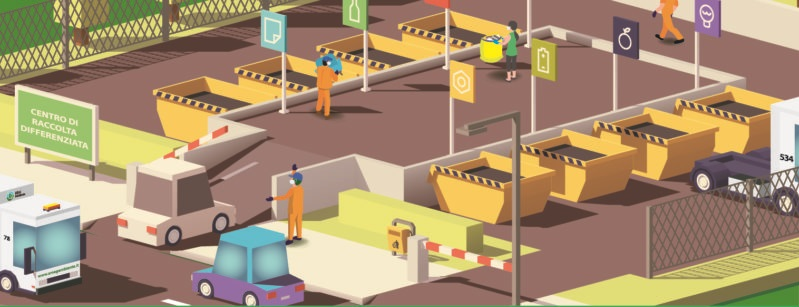 CENTRO DI
RACCOLTA
DIFFERENZIATA
534
78